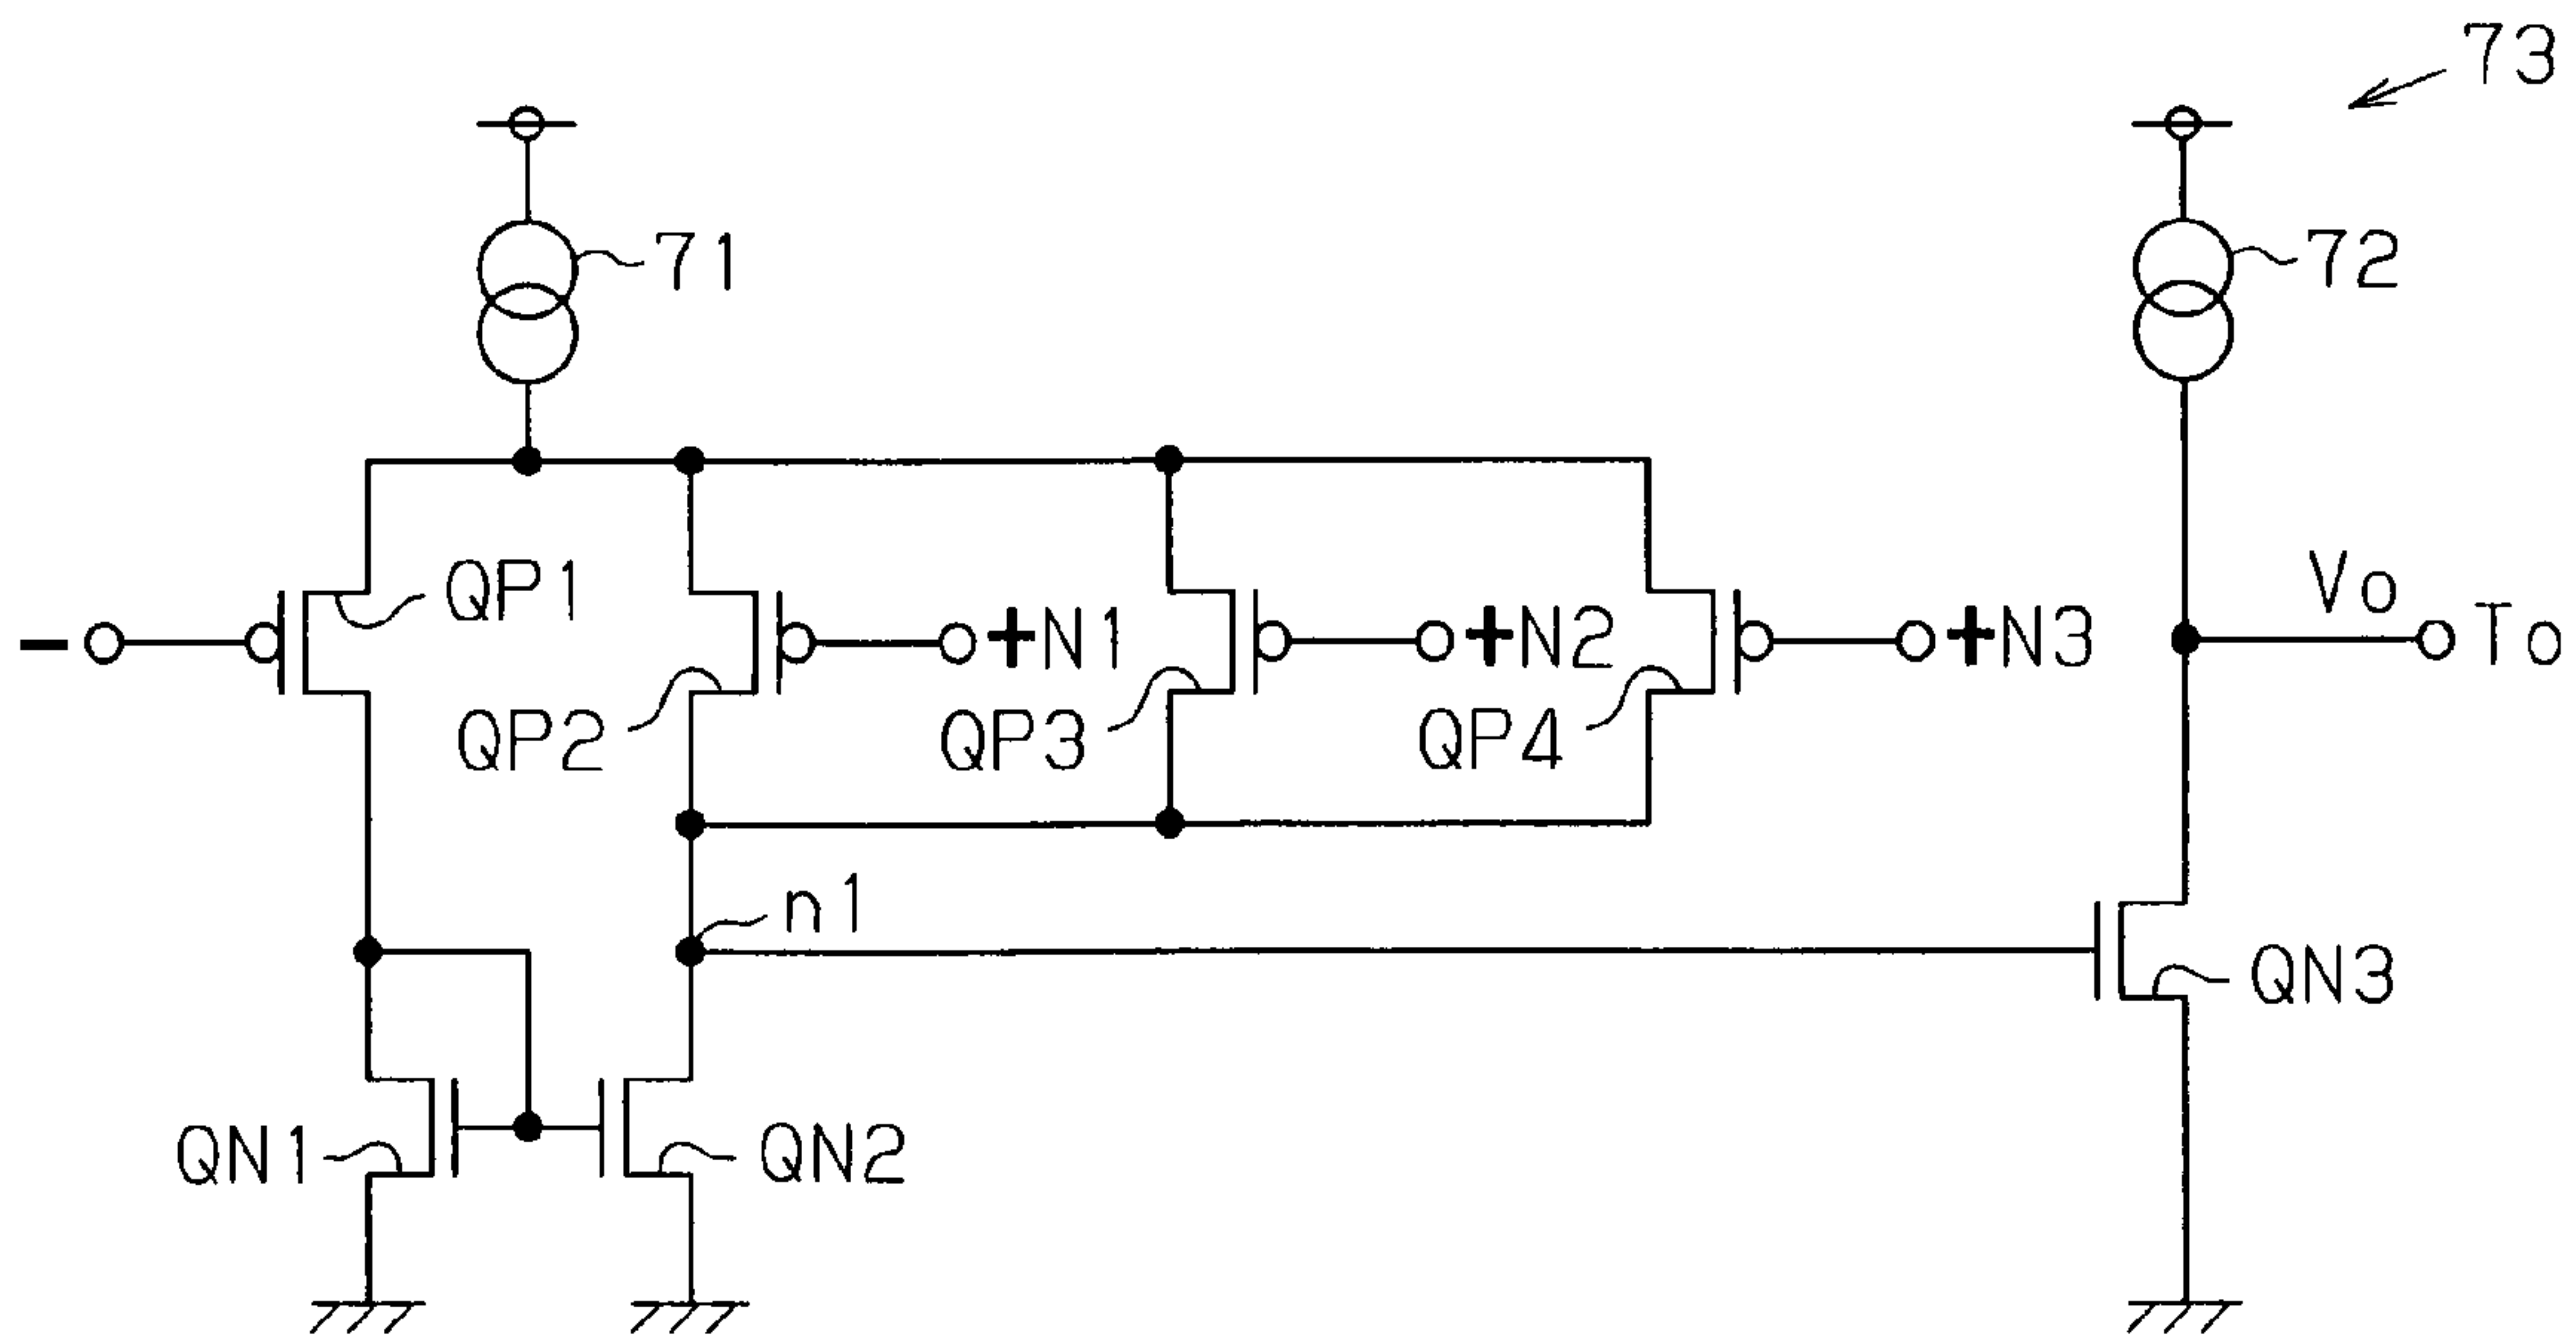 73
71
72
QP1
Vo
- +N1 +N2 +N3 To
QP2 QP3 QP4
n1
QN3
QN1 QN2